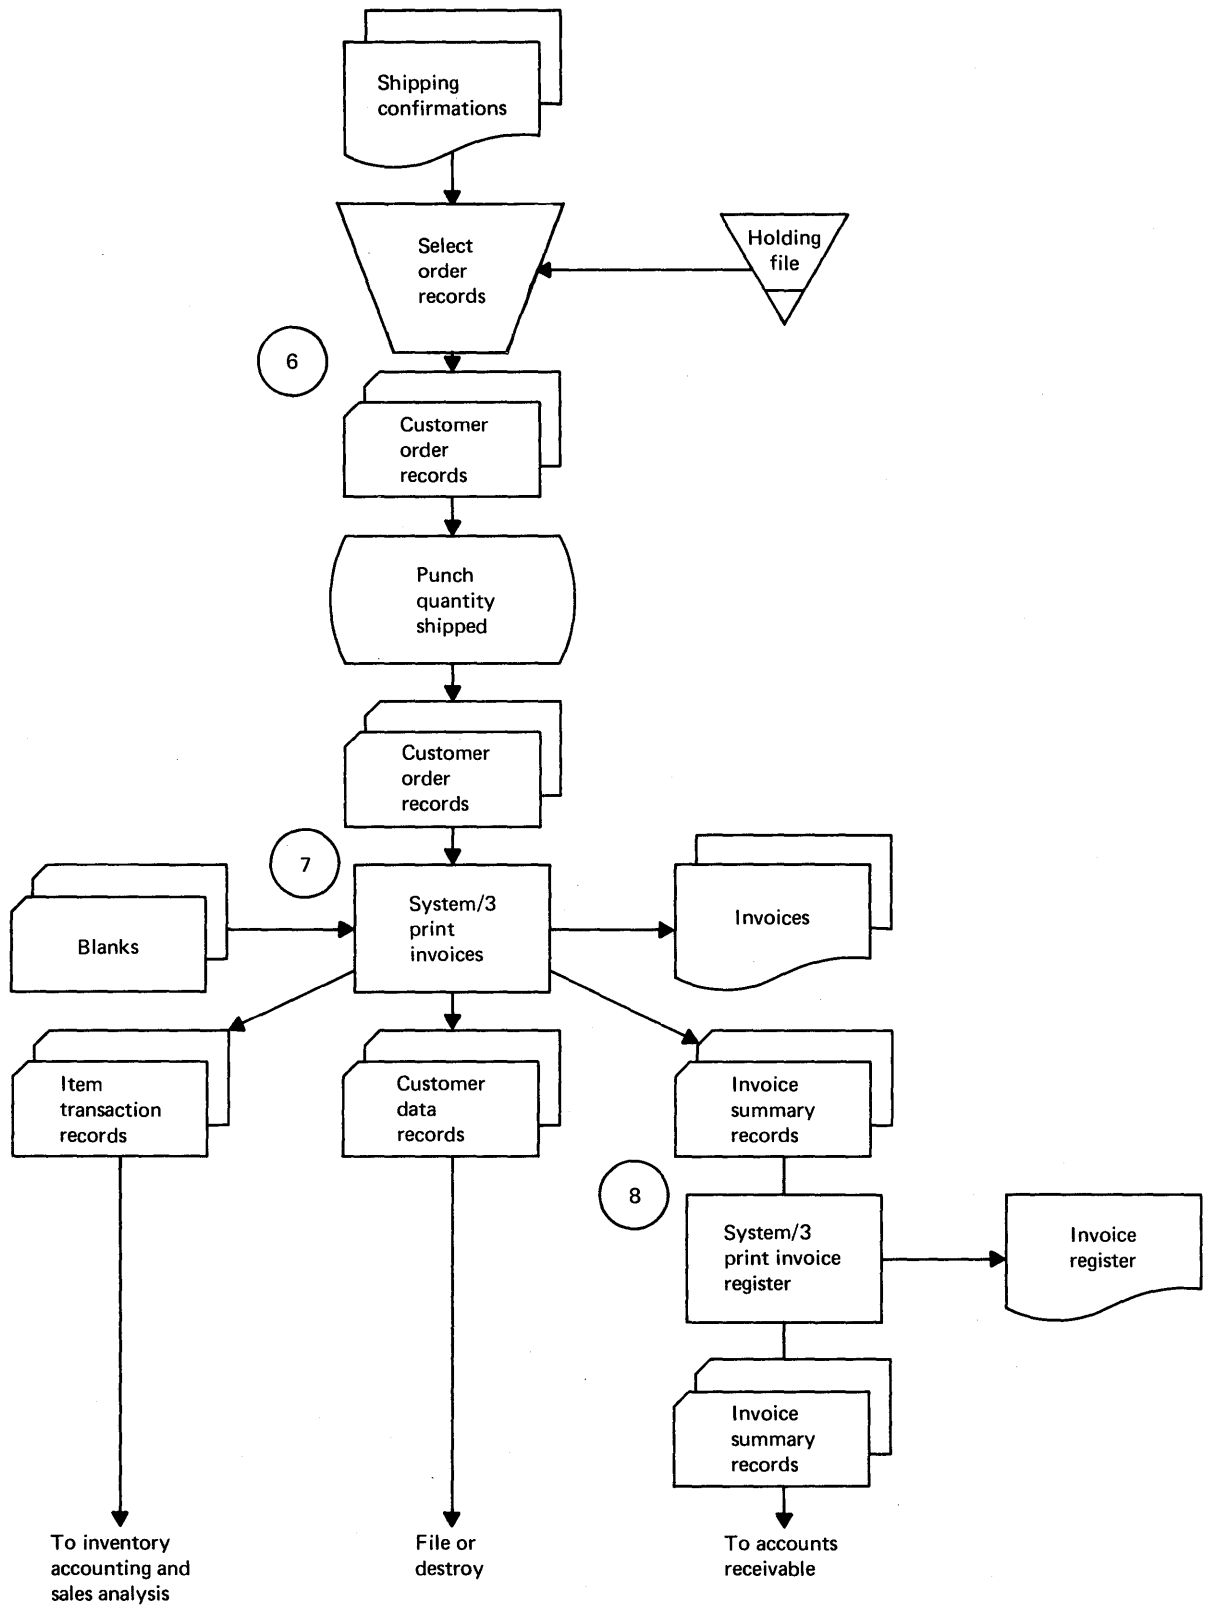 Shipping
confirmations
Select
order
records
Holding
file
6
Customer
order
records
Punch
quantity
shipped
Customer
order
records
7
Blanks
System/3
print
invoices
Invoices
Item
transaction
records
Customer
data
records
Invoice
summary
records
8
System/3
print invoice
register
Invoice
register
Invoice
summary
records
To inventory
accounting and
sales analysis
File or
destroy
To accounts
receivable